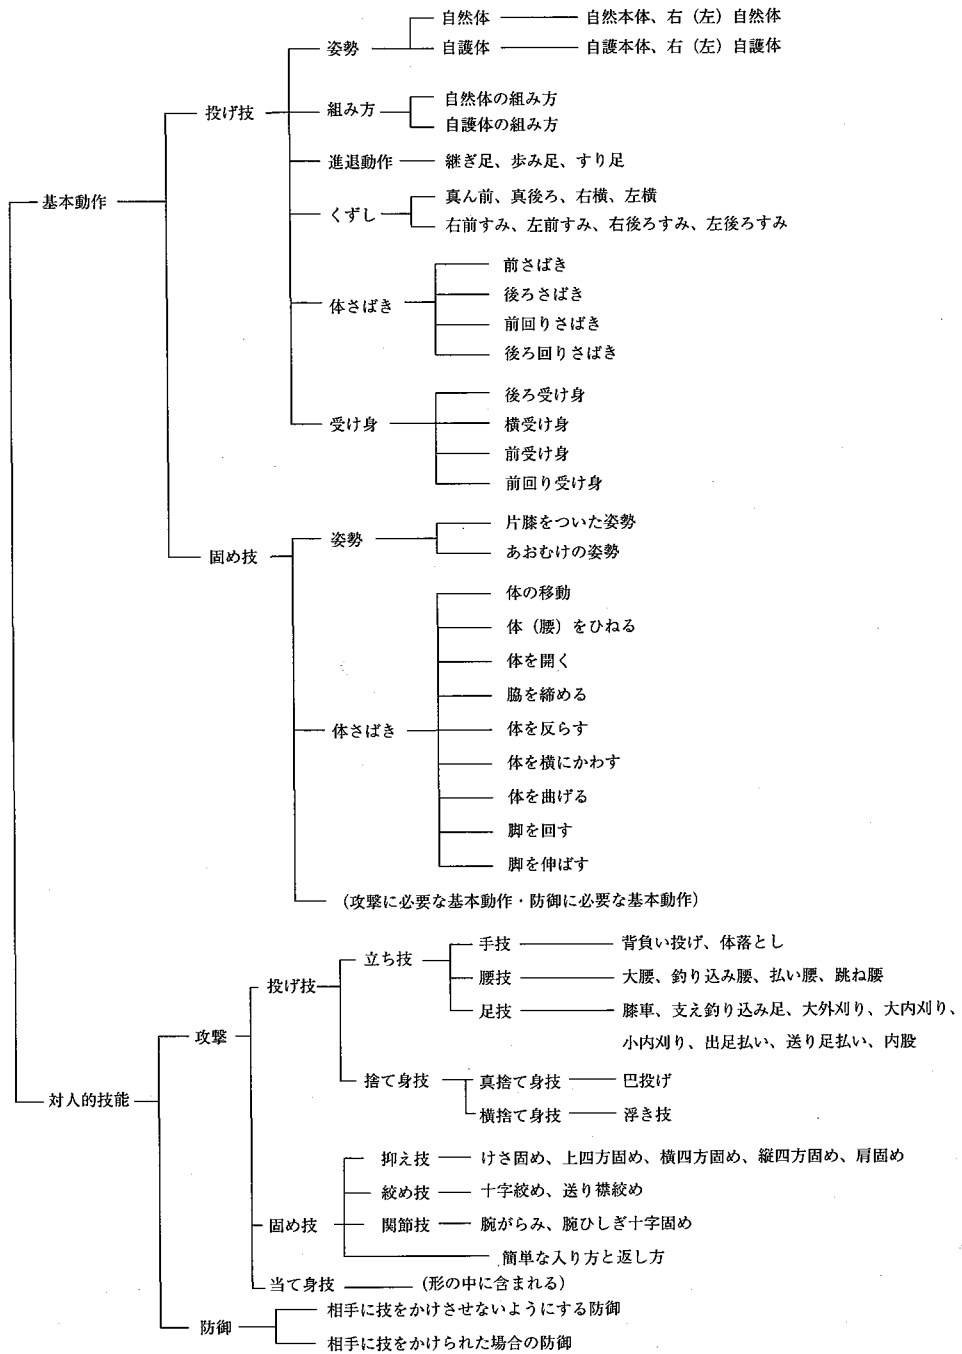 自然体 自然本体、右（左）自然体
姿勢
自護体 自護本体、右（左）自護体
投げ技 組み方 自然体の組み方
自護体の組み方
進退動作 継ぎ足、歩み足、すり足
基本動作 くずし 真ん前、真後ろ、右横、左横
右前すみ、左前すみ、右後ろすみ、左後ろすみ
前さばき
後ろさばき
体さばき
前回りさばき
後ろ回りさばき
後ろ受け身
受け身 横受け身
前受け身
前回り受け身
片膝をついた姿勢
姿勢
固め技 あおむけの姿勢
体の移動
体（腰）をひねる
体を開く
脇を締める
体さばき 体を反らす
体を横にかわす
体を曲げる
脚を回す
脚を伸ばす
（攻撃に必要な基本動作・防御に必要な基本動作）
手技 背負い投げ、体落とし
立ち技
投げ技 腰技 大腰、釣り込み腰、払い腰、跳ね腰
足技 膝車、支え釣り込み足、大外刈り、大内刈り、
攻撃
小内刈り、出足払い、送り足払い、内股
捨て身技 真捨て身技 巴投げ
対人的技能
横捨て身技 浮き技
抑え技 けさ固め、上四方固め、横四方固め、縦四方固め、肩固め
絞め技 十字絞め、送り襟絞め
固め技 関節技 腕がらみ、腕ひしぎ十字固め
簡単な入り方と返し方
当て身技 （形の中に含まれる）
相手に技をかけさせないようにする防御
防御
相手に技をかけられた場合の防御